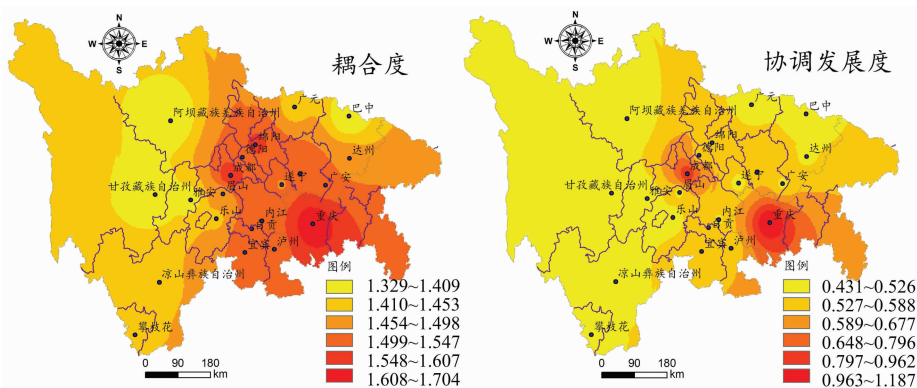 N
W E
S
耦合度
广元
巴中
阿坝藏族羌族自治州
绵阳
德阳
达州
成都
遂宁
广安
甘孜藏族自治州
雅安
眉山
乐山
内江
自贡
重庆
宜宾
泸州
凉山彝族自治州
攀枝花
图例
1.329~1.409
1.410~1.453
1.454~1.498
1.499~1.547
1.548~1.607
1.608~1.704
0 90 180
km
N
W E
S
协调发展度
广元
巴中
阿坝藏族羌族自治州
绵阳
德阳
达州
成都
遂宁
广安
甘孜藏族自治州
雅安
眉山
乐山
内江
自贡
重庆
宜宾
泸州
凉山彝族自治州
攀枝花
图例
0.431~0.526
0.527~0.588
0.589~0.677
0.648~0.796
0.797~0.962
0.963~1.187
0 90 180
km